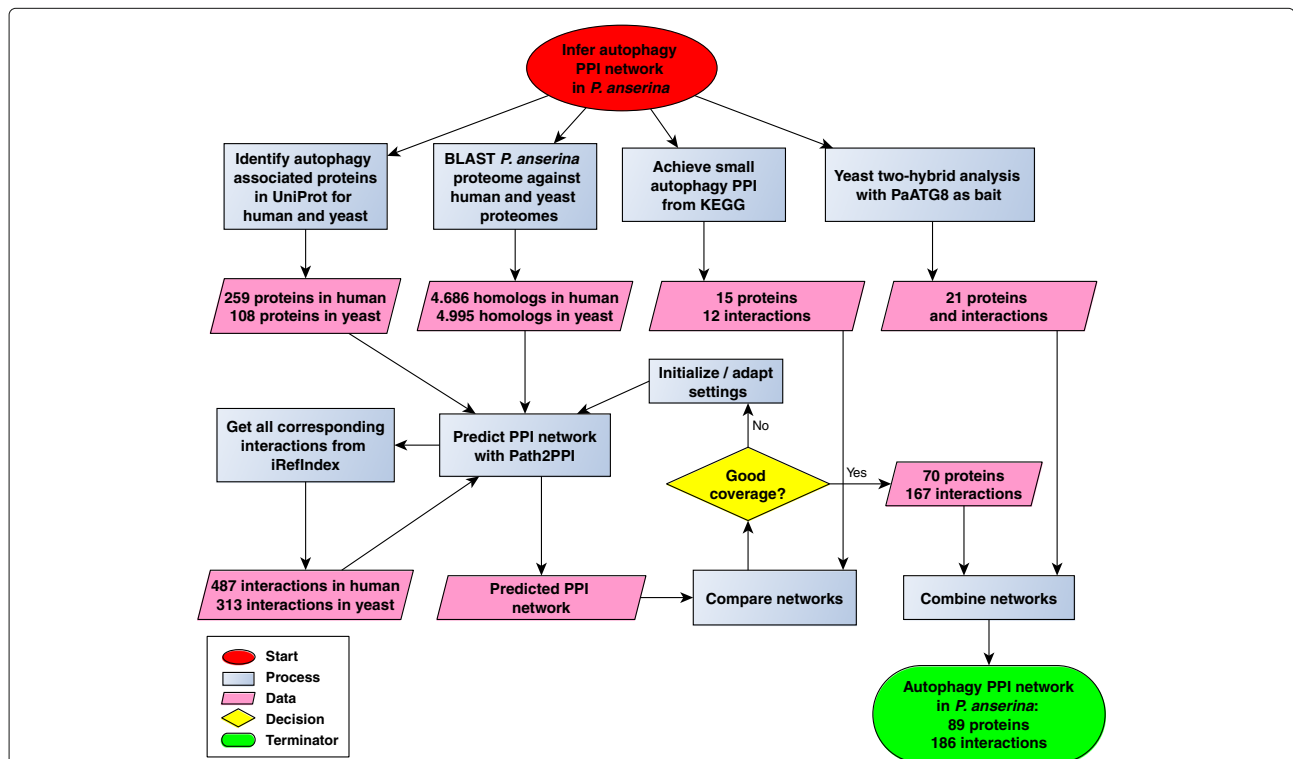 Infer autophagy
PPI network
in P. anserina
Identify autophagy
associated proteins
in UniProt for
human and yeast
BLAST P. anserina
proteome against
human and yeast
proteomes
Achieve small
autophagy PPI
from KEGG
Yeast two-hybrid analysis
with PaATG8 as bait
259 proteins in human
108 proteins in yeast
4.686 homologs in human
4.995 homologs in yeast
15 proteins
12 interactions
21 proteins
and interactions
Initialize / adapt
settings
Get all corresponding
interactions from
iRefIndex
Predict PPI network
with Path2PPI
No
Good
coverage?
Yes
70 proteins
167 interactions
487 interactions in human
313 interactions in yeast
Predicted PPI
network
Compare networks
Combine networks
Start
Process
Data
Decision
Terminator
Autophagy PPI network
in P. anserina:
89 proteins
186 interactions